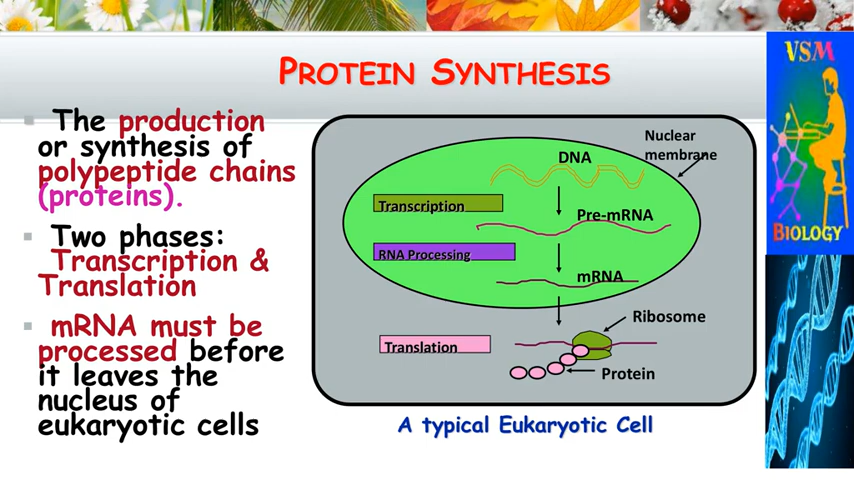 PROTEIN SYNTHESIS
The production
or synthesis of
polypeptide chains
(proteins).
Two phases:
Transcription &
Translation
mRNA must be
processed before
it leaves the
nucleus of
eukaryotic cells
Nuclear
membrane
DNA
Transcription
Pre-mRNA
RNA Processing
mRNA
Ribosome
Translation
Protein
A typical Eukaryotic Cell
VSM
BIOLOGY